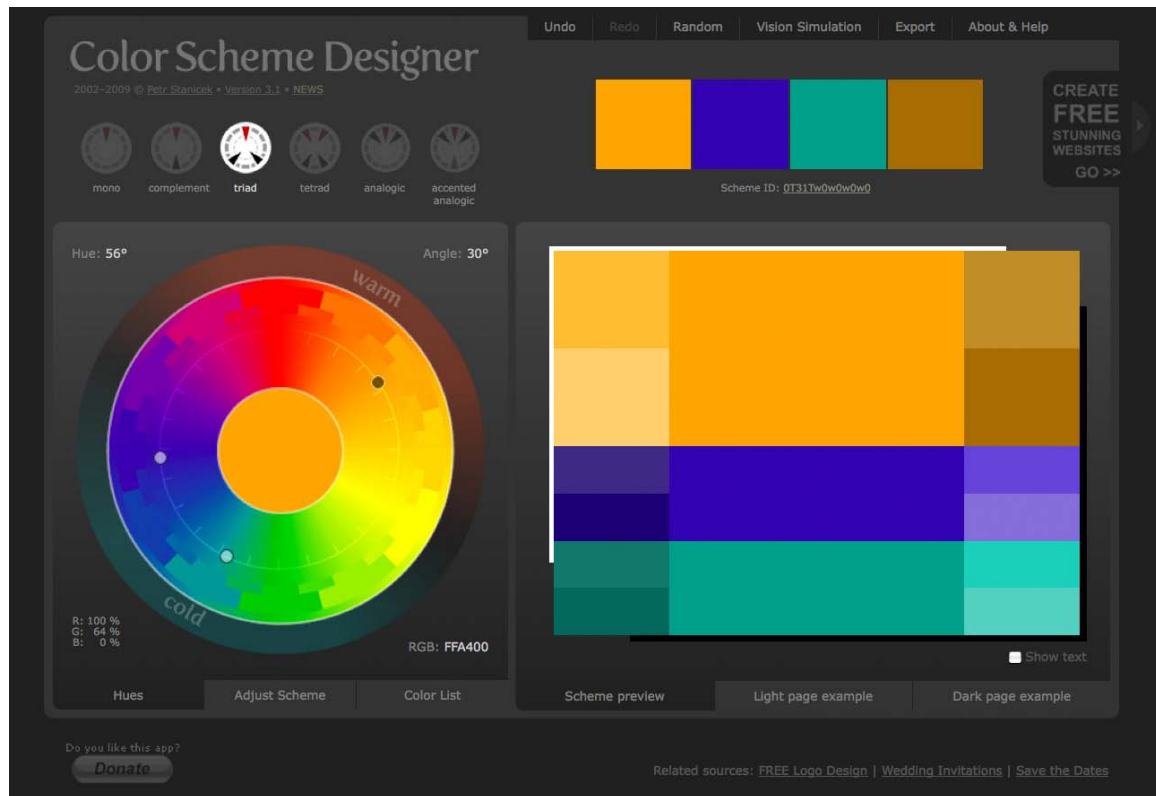 Undo Redo Random Vision Simulation Export About & Help
Color Scheme Designer
2002–2009 © Petr Stanicek • Version 3.1 • NEWS
mono complement triad tetrad analogic accented analogic
Scheme ID: 0T31Tw0w0w0w0
CREATE
FREE
STUNNING
WEBSITES
GO >>
Hue: 56° Angle: 30°
warm
cold
R: 100 %
G: 64 %
B: 0 %
RGB: FFA400
Hues Adjust Scheme Color List
Show text
Scheme preview Light page example Dark page example
Do you like this app?
Donate
Related sources: FREE Logo Design | Wedding Invitations | Save the Dates